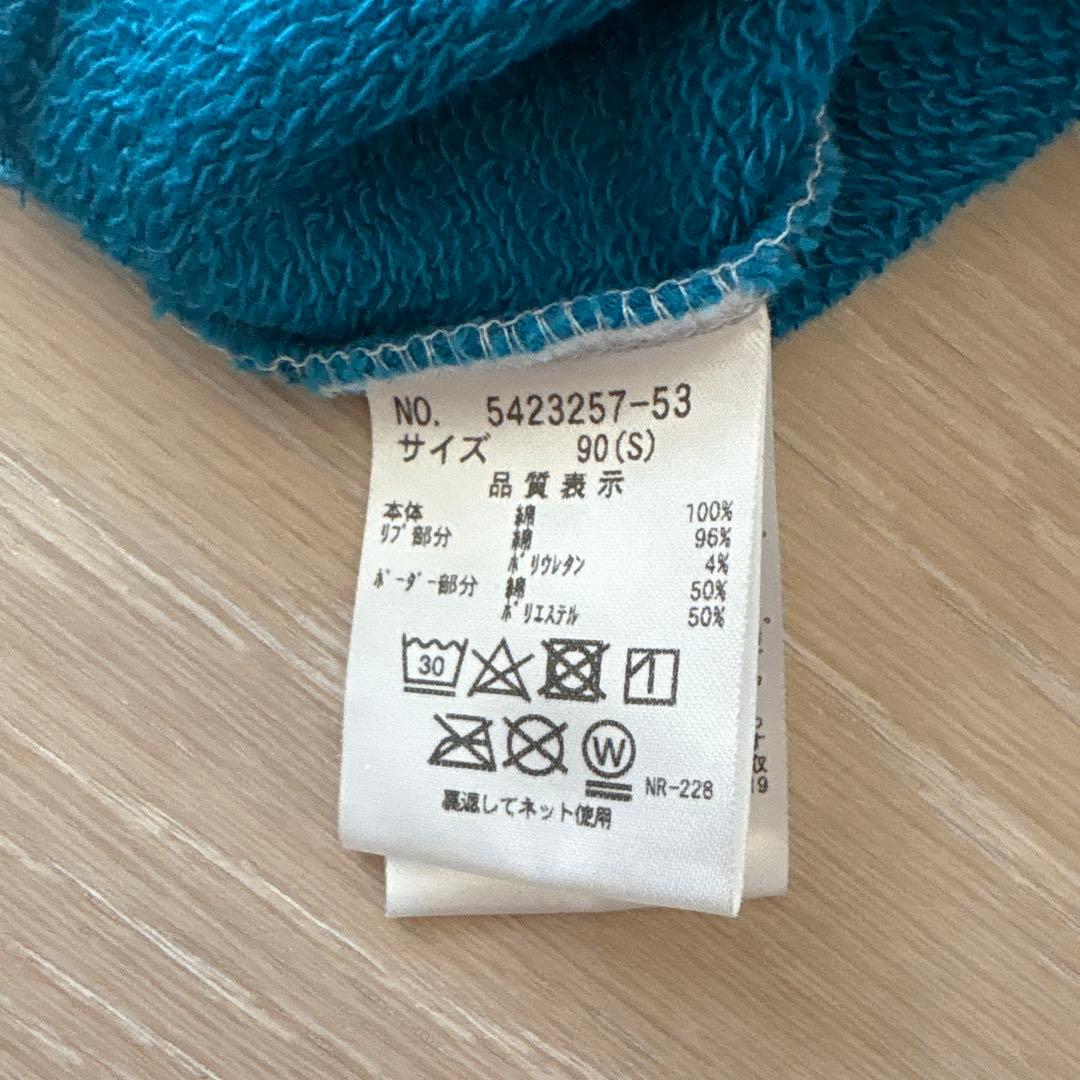 NO. 5423257-53
サイズ 90(S)
品質表示
本体 綿 100%
リブ部分 綿 96%
ポリウレタン 4%
ボーダー部分 綿 50%
ポリエステル 50%
30
W
NR-228
裏返してネット使用
19